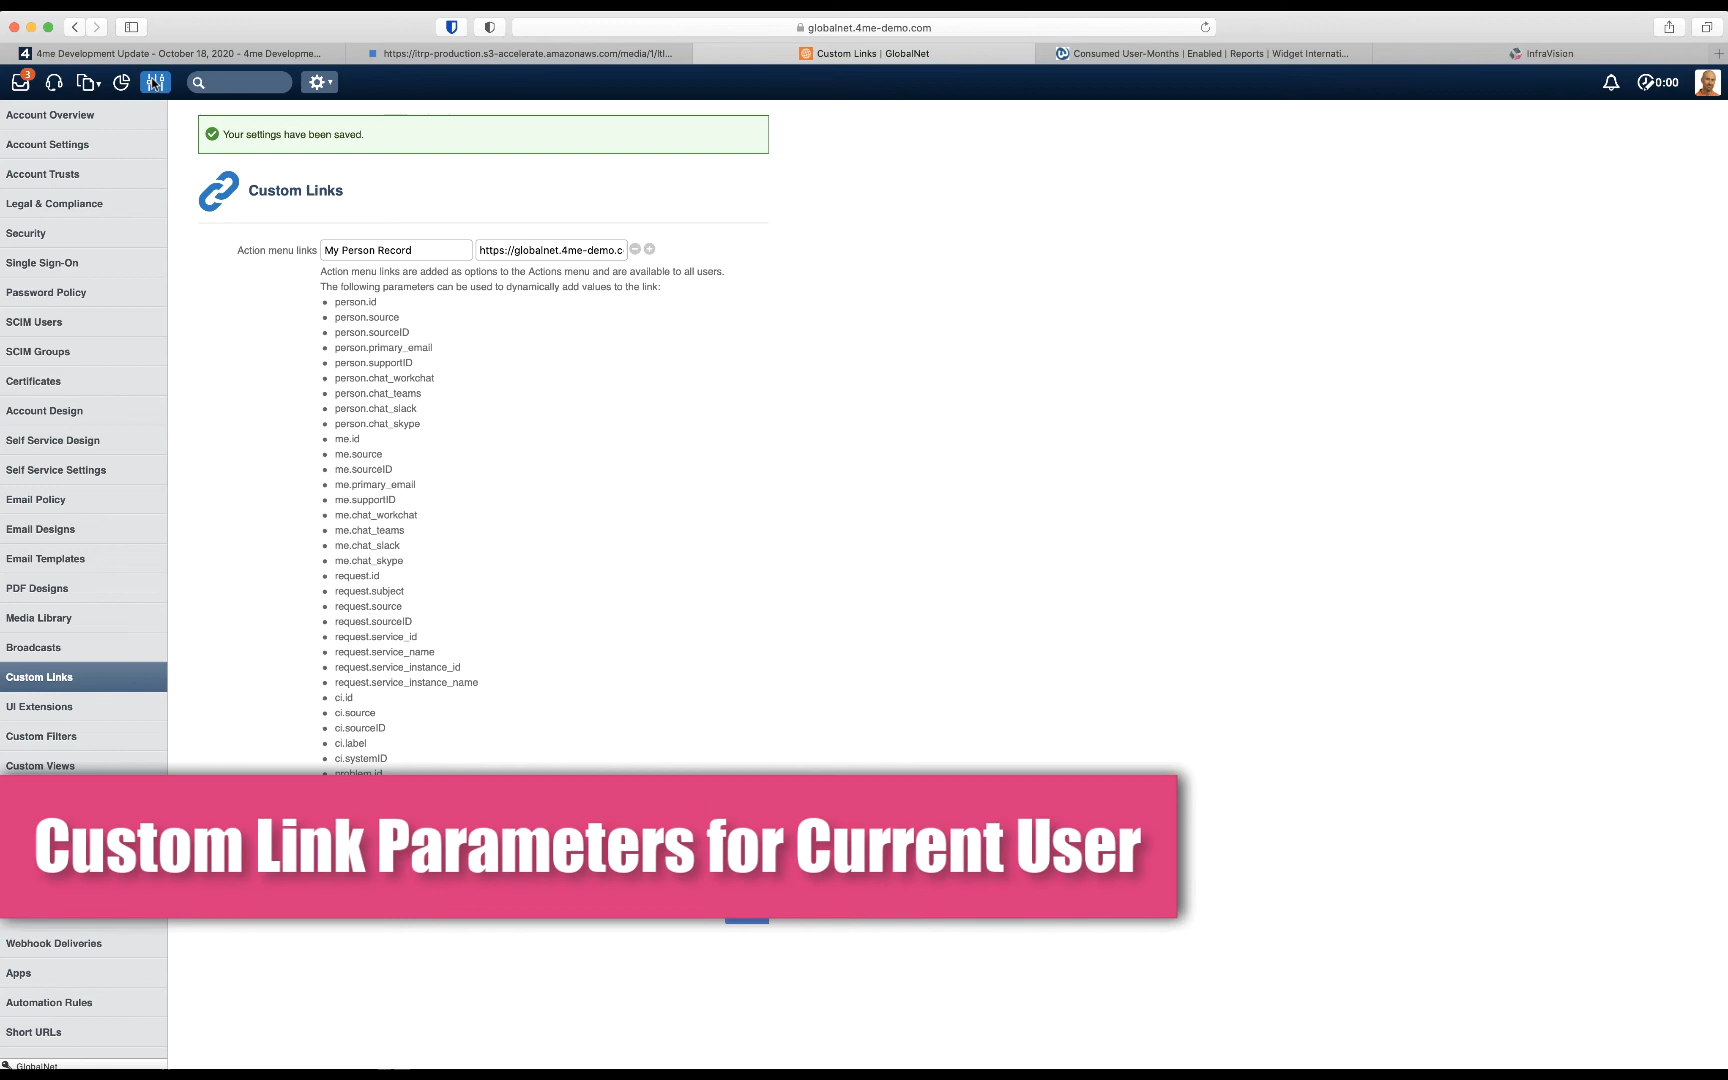 globalnet.4me-demo.com
4me Development Update - October 18, 2020 - 4me Developme...
https://itrp-production.s3-accelerate.amazonaws.com/media/1/tl...
Custom Links | GlobalNet
Consumed User-Months | Enabled | Reports | Widget Internati...
InfraVision
3
0:00
Account Overview
Account Settings
Account Trusts
Legal & Compliance
Security
Single Sign-On
Password Policy
SCIM Users
SCIM Groups
Certificates
Account Design
Self Service Design
Self Service Settings
Email Policy
Email Designs
Email Templates
PDF Designs
Media Library
Broadcasts
Custom Links
UI Extensions
Custom Filters
Custom Views
Webhook Deliveries
Apps
Automation Rules
Short URLs
GlobalNet
Your settings have been saved.
Custom Links
Action menu links My Person Record https://globalnet.4me-demo.c
Action menu links are added as options to the Actions menu and are available to all users.
The following parameters can be used to dynamically add values to the link:
person.id
person.source
person.sourceID
person.primary_email
person.supportID
person.chat_workchat
person.chat_teams
person.chat_slack
person.chat_skype
me.id
me.source
me.sourceID
me.primary_email
me.supportID
me.chat_workchat
me.chat_teams
me.chat_slack
me.chat_skype
request.id
request.subject
request.source
request.sourceID
request.service_id
request.service_name
request.service_instance_id
request.service_instance_name
ci.id
ci.source
ci.sourceID
ci.label
ci.systemID
problem.id
Custom Link Parameters for Current User